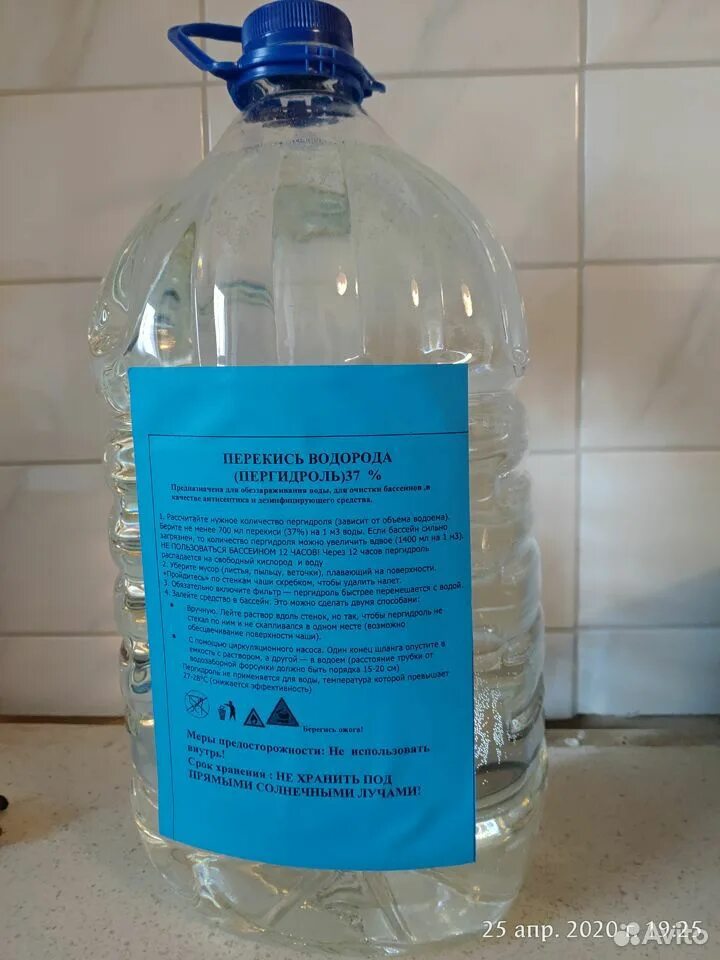 ПЕРЕКИСЬ ВОДОРОДА
(ПЕРГИДРОЛЬ)37 %
Предназначена для обеззараживания воды, для очистки бассейнов ,в
качестве антисептика и дезинфицирующего средства.
1. Рассчитайте нужное количество пергидроля (зависит от объема водоема).
Берите не менее 700 мл перекиси (37%) на 1 м3 воды. Если бассейн сильно
загрязнен, то количество пергидроля можно увеличить вдвое (1400 мл на 1 м3).
НЕ ПОЛЬЗОВАТЬСЯ БАССЕЙНОМ 12 ЧАСОВ! Через 12 часов пергидроль
распадается на свободный кислород и воду
2. Уберите мусор (листья, пыльцу, веточки), плавающий на поверхности.
«Пройдитесь» по стенкам чаши скребком, чтобы удалить налет.
3. Обязательно включите фильтр — пергидроль быстрее перемешается с водой.
4. Залейте средство в бассейн. Это можно сделать двумя способами:
• Вручную. Лейте раствор вдоль стенок, но так, чтобы пергидроль не
стекал по ним и не скапливался в одном месте (возможно
обесцвечивание поверхности чаши).
• С помощью циркуляционного насоса. Один конец шланга опустите в
емкость с раствором, а другой — в водоем (расстояние трубки от
водозаборной форсунки должно быть порядка 15-20 см)
Пергидроль не применяется для воды, температура которой превышает
27-28°С (снижается эффективность)
Берегись ожога!
Меры предосторожности: Не использовать
внутрь!
Срок хранения : НЕ ХРАНИТЬ ПОД
ПРЯМЫМИ СОЛНЕЧНЫМИ ЛУЧАМИ!
25 апр. 2020 г. 19:25
Avito